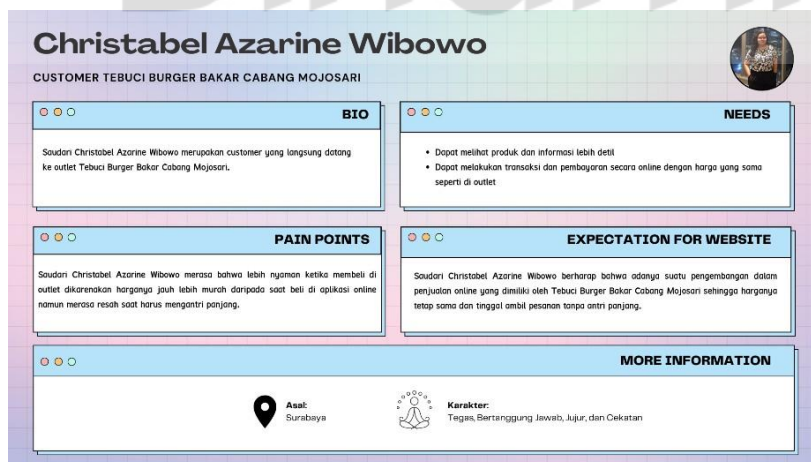 Christabel Azarine Wibowo
CUSTOMER TEBUCI BURGER BAKAR CABANG MOJOSARI
BIO
Saudari Christabel Azarine Wibowo merupakan customer yang langsung datang
ke outlet Tebuci Burger Bakar Cabang Mojosari.
NEEDS
• Dapat melihat produk dan informasi lebih detil
• Dapat melakukan transaksi dan pembayaran secara online dengan harga yang sama
seperti di outlet
PAIN POINTS
Saudari Christabel Azarine Wibowo merasa bahwa lebih nyaman ketika membeli di
outlet dikarenakan harganya jauh lebih murah daripada saat beli di aplikasi online
namun merasa resah saat harus mengantri panjang.
EXPECTATION FOR WEBSITE
Saudari Christabel Azarine Wibowo berharap bahwa adanya suatu pengembangan dalam
penjualan online yang dimiliki oleh Tebuci Burger Bakar Cabang Mojosari sehingga harganya
tetap sama dan tinggal ambil pesanan tanpa antri panjang.
MORE INFORMATION
Asal:
Surabaya
Karakter:
Tegas, Bertanggung Jawab, Jujur, dan Cekatan